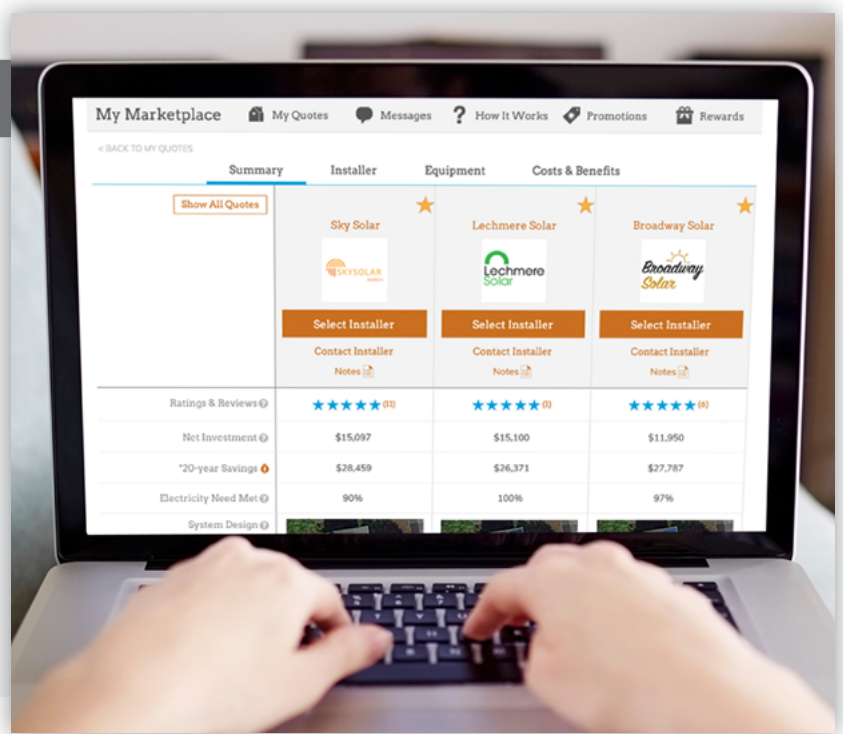 My Marketplace My Quotes Messages ? How It Works Promotions Rewards
< BACK TO MY QUOTES
Summary Installer Equipment Costs & Benefits
Show All Quotes
Sky Solar Lechmere Solar Broadway Solar
SKYSOLAR Lechmere Solar Broadway Solar
Select Installer Select Installer Select Installer
Contact Installer Contact Installer Contact Installer
Notes Notes Notes
Ratings & Reviews (11) (1) (6)
Net Investment $15,097 $15,100 $11,950
*20-year Savings $28,459 $26,371 $27,787
Electricity Need Met 90% 100% 97%
System Design